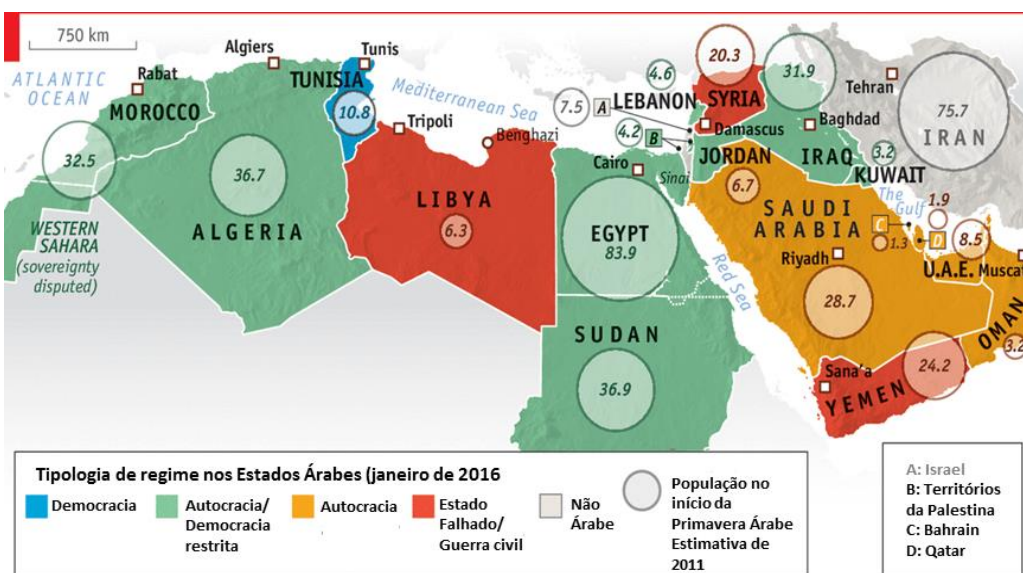 750 km
ATLANTIC
OCEAN
Rabat
MOROCCO
32.5
WESTERN
SAHARA
(sovereignty
disputed)
Algiers
36.7
ALGERIA
Tunis
TUNISIA
10.8
Mediterranean Sea
Tripoli
Benghazi
LIBYA
6.3
7.5
A
4.6
LEBANON
4.2
B
20.3
SYRIA
Damascus
31.9
Baghdad
IRAQ
Tehran
75.7
IRAN
Cairo
Sinai
JORDAN
6.7
3.2
KUWAIT
The
Gulf
1.9
EGYPT
83.9
Red Sea
SAUDI
ARABIA
C
1.3
D
8.5
U.A.E.
Muscat
Riyadh
28.7
OMAN
3.2
SUDAN
36.9
Sana'a
24.2
YEMEN
Tipologia de regime nos Estados Árabes (janeiro de 2016
Democracia
Autocracia/
Democracia
restrita
Autocracia
Estado
Falhado/
Guerra civil
Não
Árabe
População no
início da
Primavera Árabe
Estimativa de
2011
A: Israel
B: Territórios
da Palestina
C: Bahrain
D: Qatar